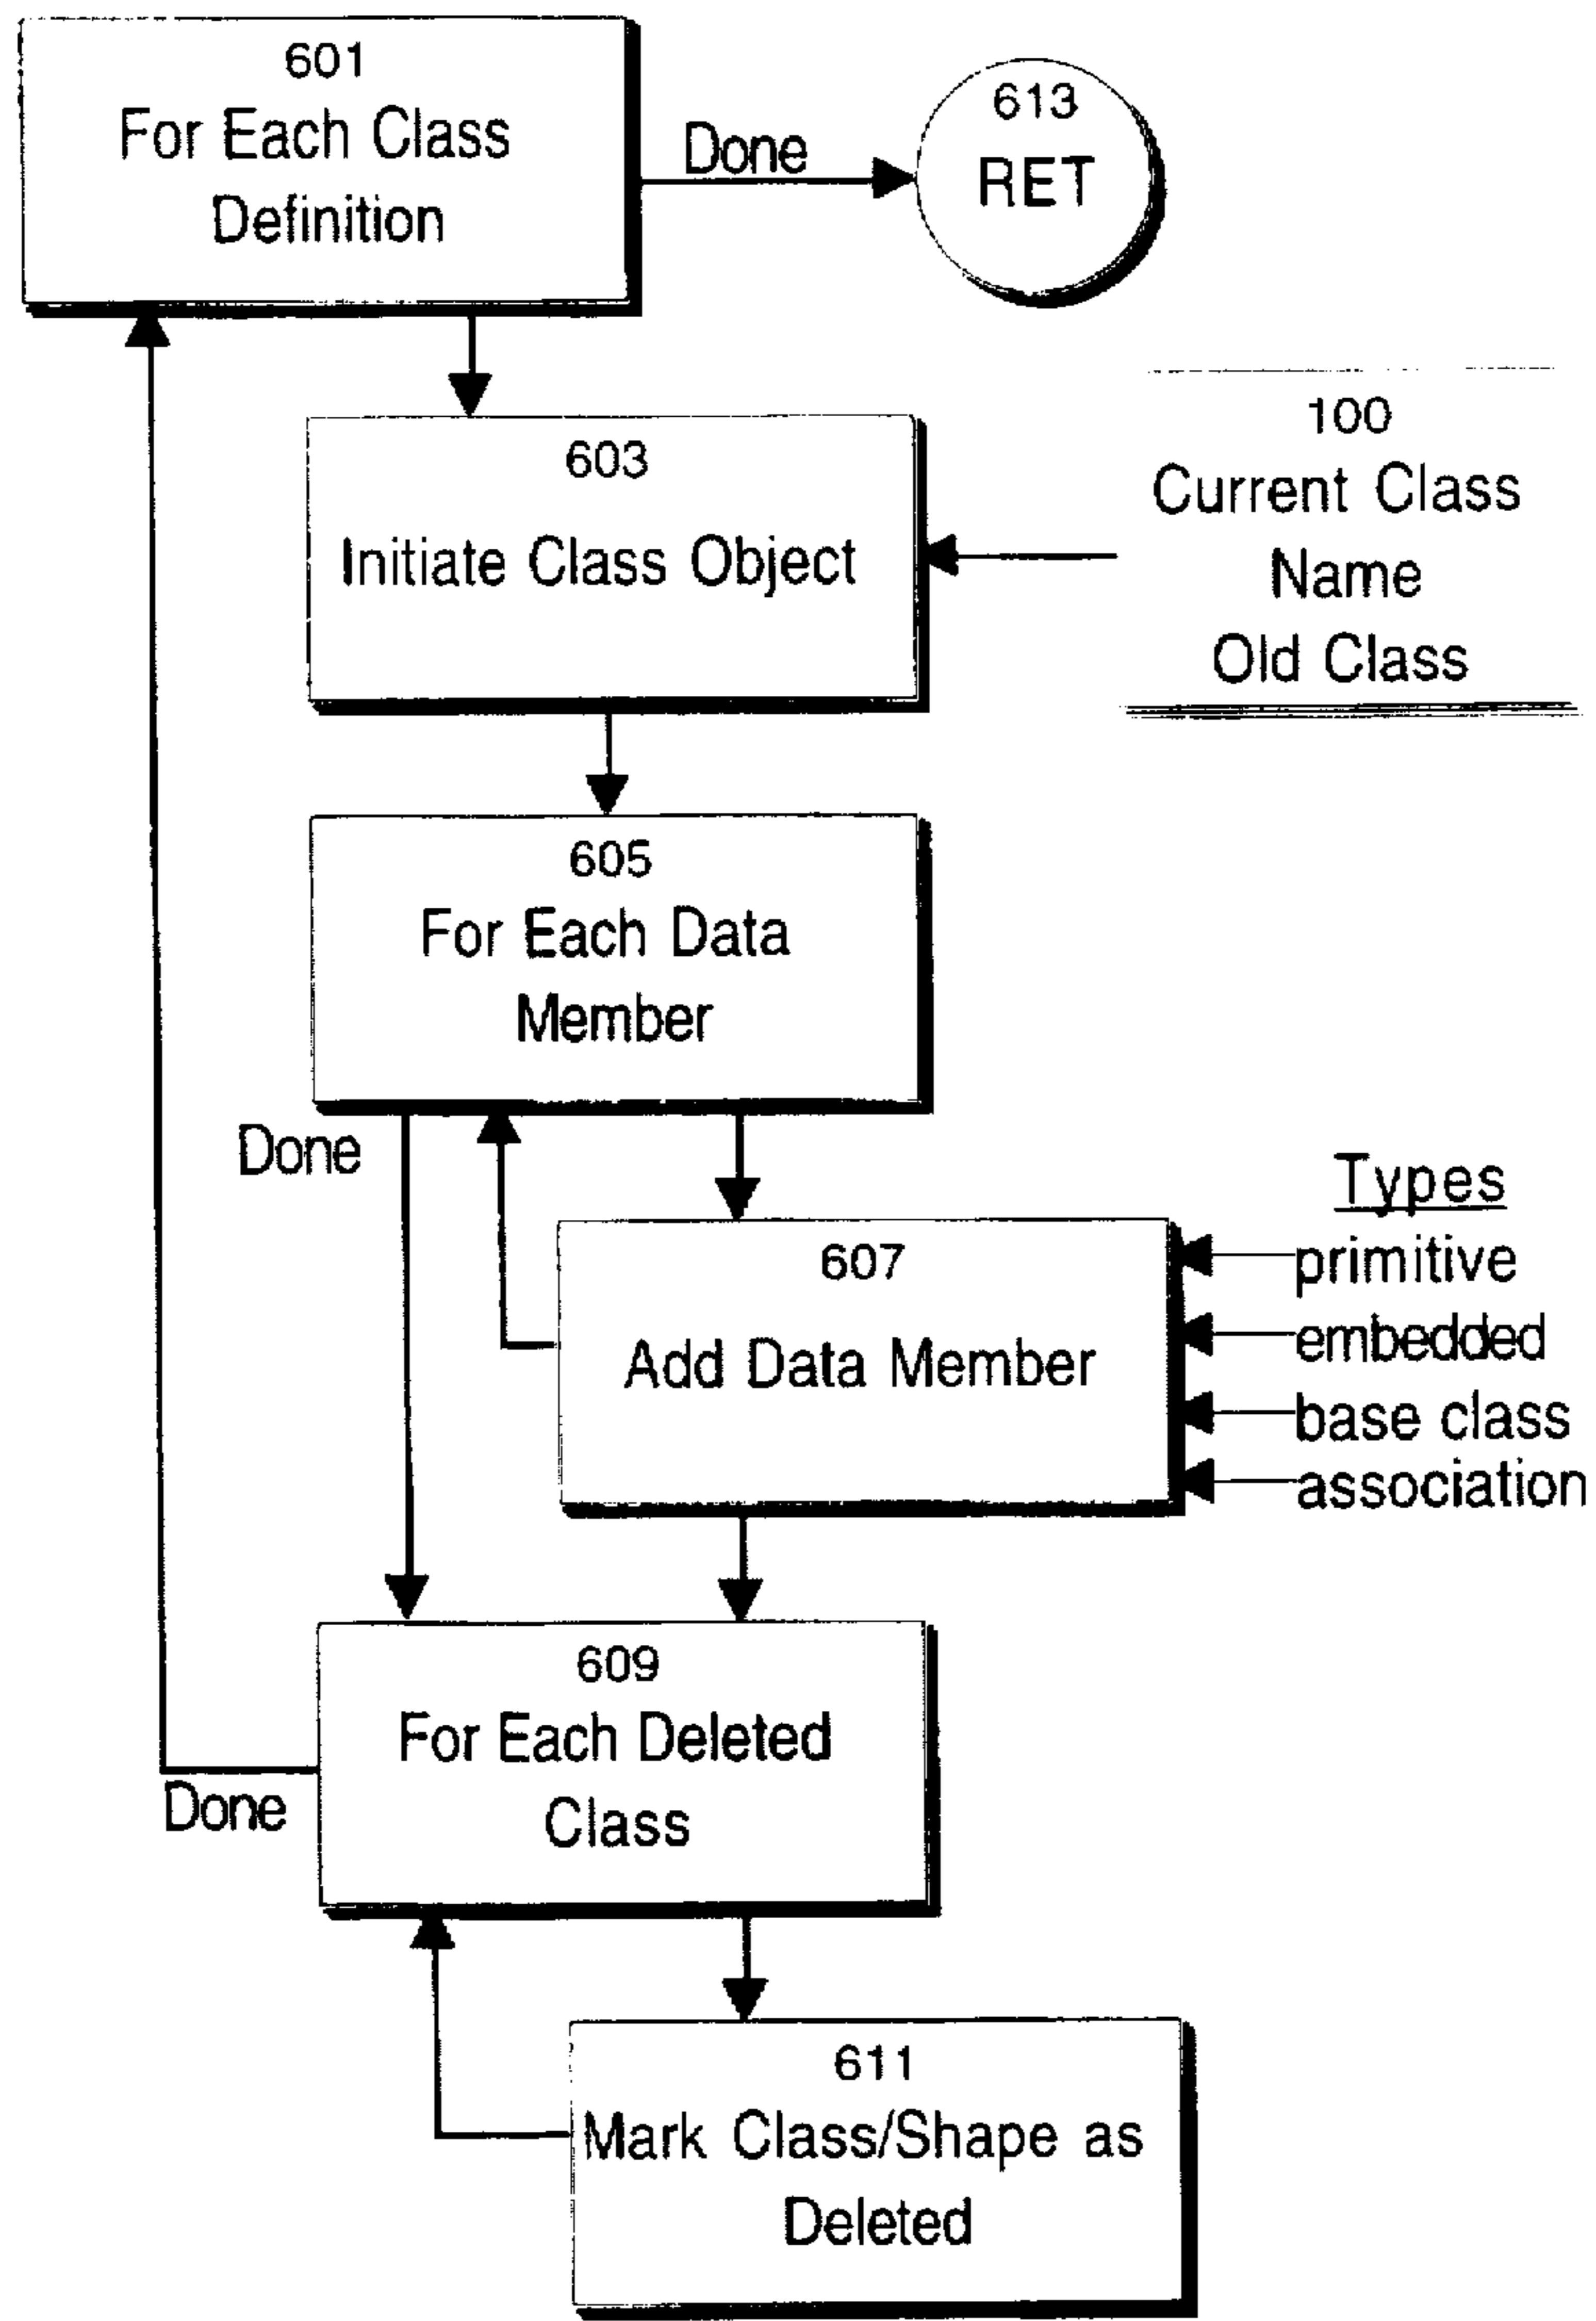 601
For Each Class
Definition
Done
613
RET
603
Initiate Class Object
100
Current Class
Name
Old Class
605
For Each Data
Member
Done
607
Add Data Member
Types
primitive
embedded
base class
association
609
For Each Deleted
Class
Done
611
Mark Class/Shape as
Deleted